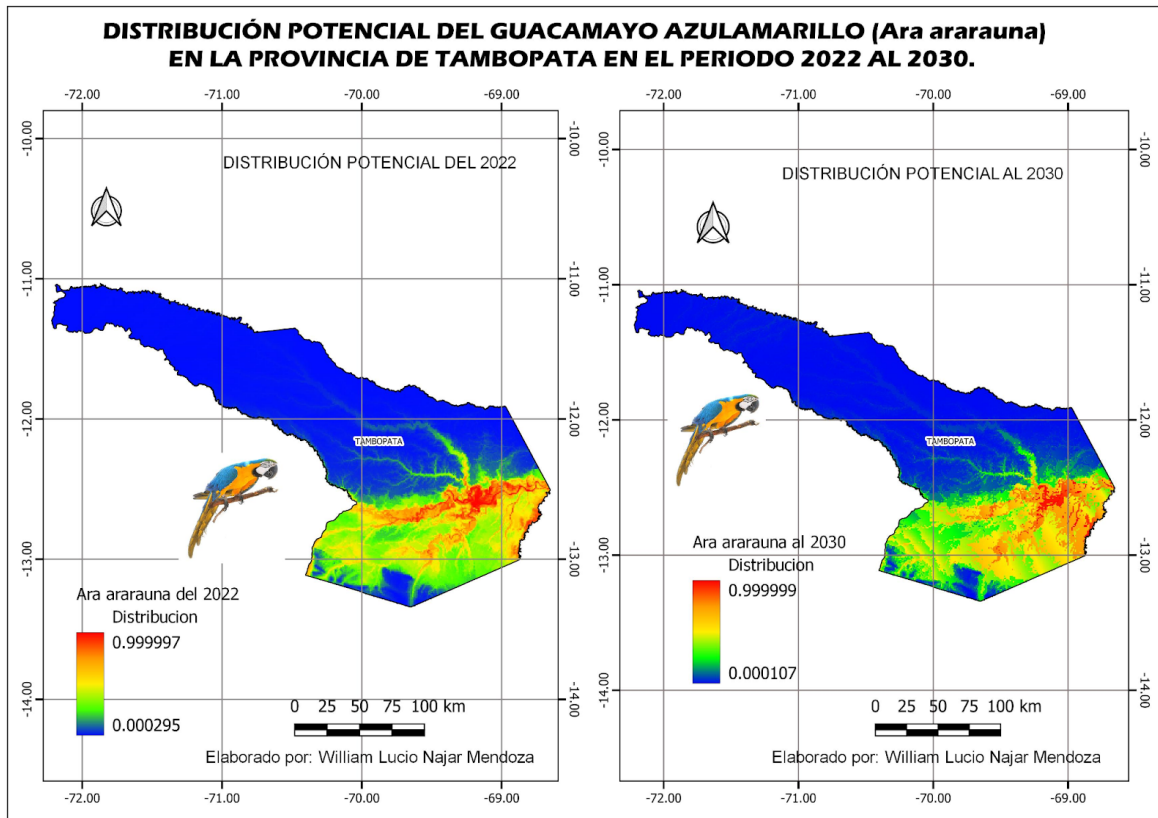 DISTRIBUCIÓN POTENCIAL DEL GUACAMAYO AZULAMARILLO (Ara ararauna)
EN LA PROVINCIA DE TAMBOPATA EN EL PERIODO 2022 AL 2030.
-72.00 -71.00 -70.00 -69.00
-10.00
-11.00
-12.00
-13.00
-14.00
DISTRIBUCIÓN POTENCIAL DEL 2022
TAMBOPATA
Ara ararauna del 2022
Distribucion
0.999997
0.000295
0 25 50 75 100 km
Elaborado por: William Lucio Najar Mendoza
-10.00
-11.00
-12.00
-13.00
-14.00
-72.00 -71.00 -70.00 -69.00
-72.00 -71.00 -70.00 -69.00
-10.00
-11.00
-12.00
-13.00
-14.00
DISTRIBUCIÓN POTENCIAL AL 2030
TAMBOPATA
Ara ararauna al 2030
Distribucion
0.999999
0.000107
0 25 50 75 100 km
Elaborado por: William Lucio Najar Mendoza
-10.00
-11.00
-12.00
-13.00
-14.00
-72.00 -71.00 -70.00 -69.00